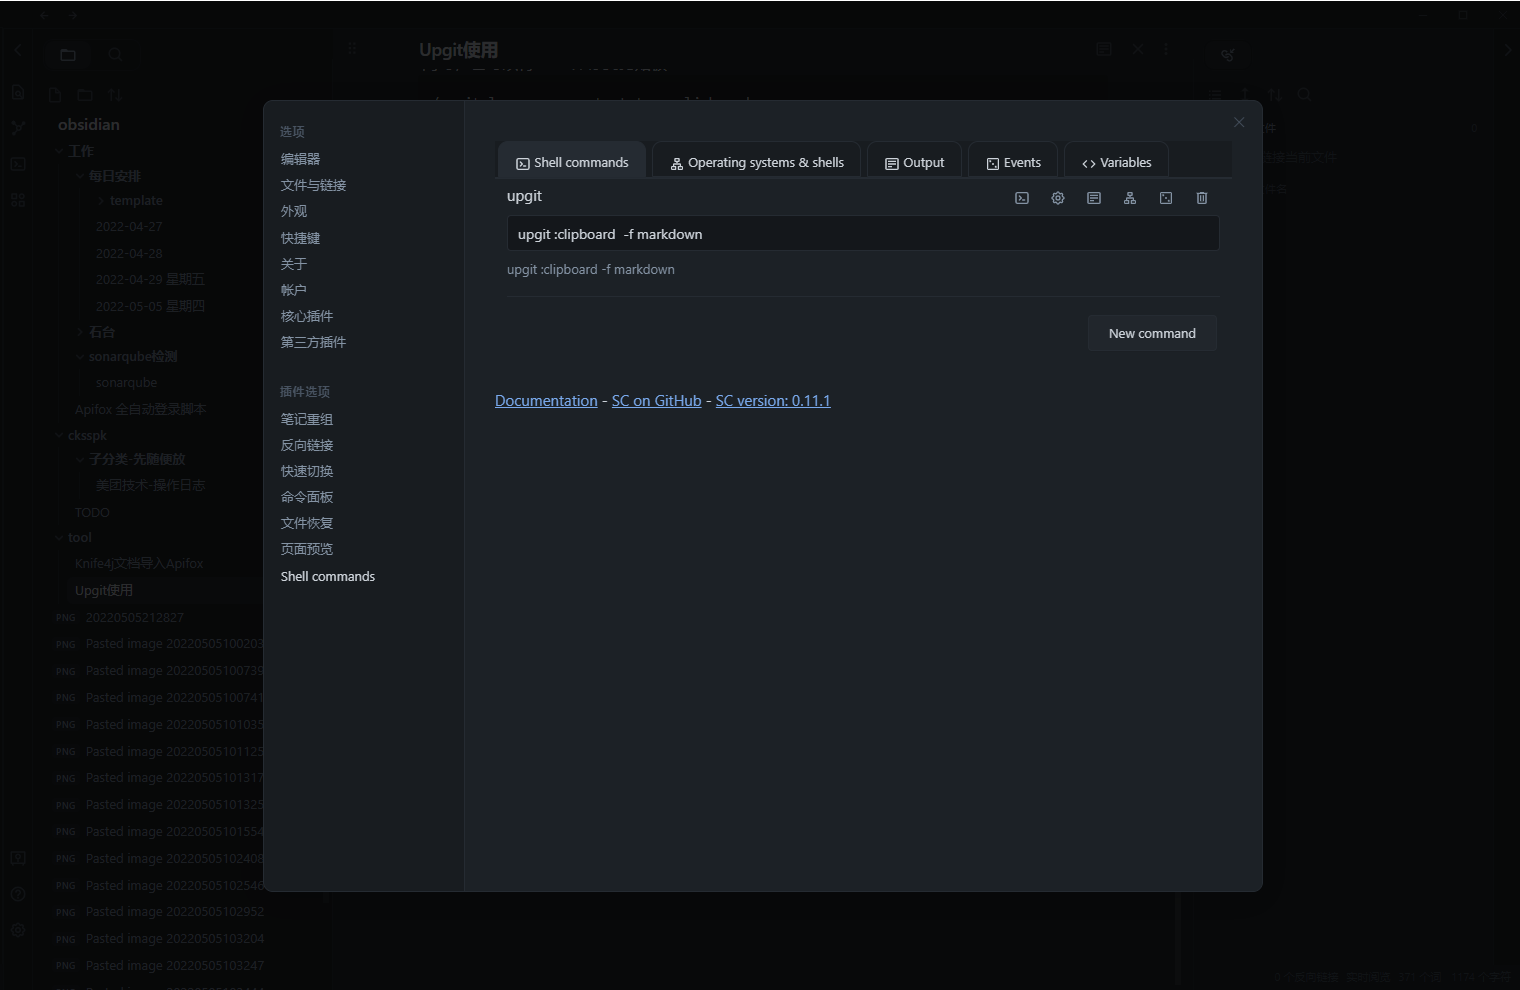 Upgit使用
obsidian
工作
每日安排
template
2022-04-27
2022-04-28
2022-04-29 星期五
2022-05-05 星期四
石台
sonarqube检测
sonarqube
Apifox 全自动登录脚本
cksspk
子分类-先随便放
美团技术-操作日志
TODO
tool
Knife4j文档导入Apifox
Upgit使用
PNG 20220505212827
PNG Pasted image 20220505100203
PNG Pasted image 20220505100739
PNG Pasted image 20220505100741
PNG Pasted image 20220505101035
PNG Pasted image 20220505101125
PNG Pasted image 20220505101317
PNG Pasted image 20220505101325
PNG Pasted image 20220505101554
PNG Pasted image 20220505102408
PNG Pasted image 20220505102546
PNG Pasted image 20220505102952
PNG Pasted image 20220505103204
PNG Pasted image 20220505103247
选项
编辑器
文件与链接
外观
快捷键
关于
帐户
核心插件
第三方插件
插件选项
笔记重组
反向链接
快速切换
命令面板
文件恢复
页面预览
Shell commands
Shell commands Operating systems & shells Output Events Variables
upgit
upgit :clipboard  -f markdown
upgit :clipboard -f markdown
New command
Documentation - SC on GitHub - SC version: 0.11.1